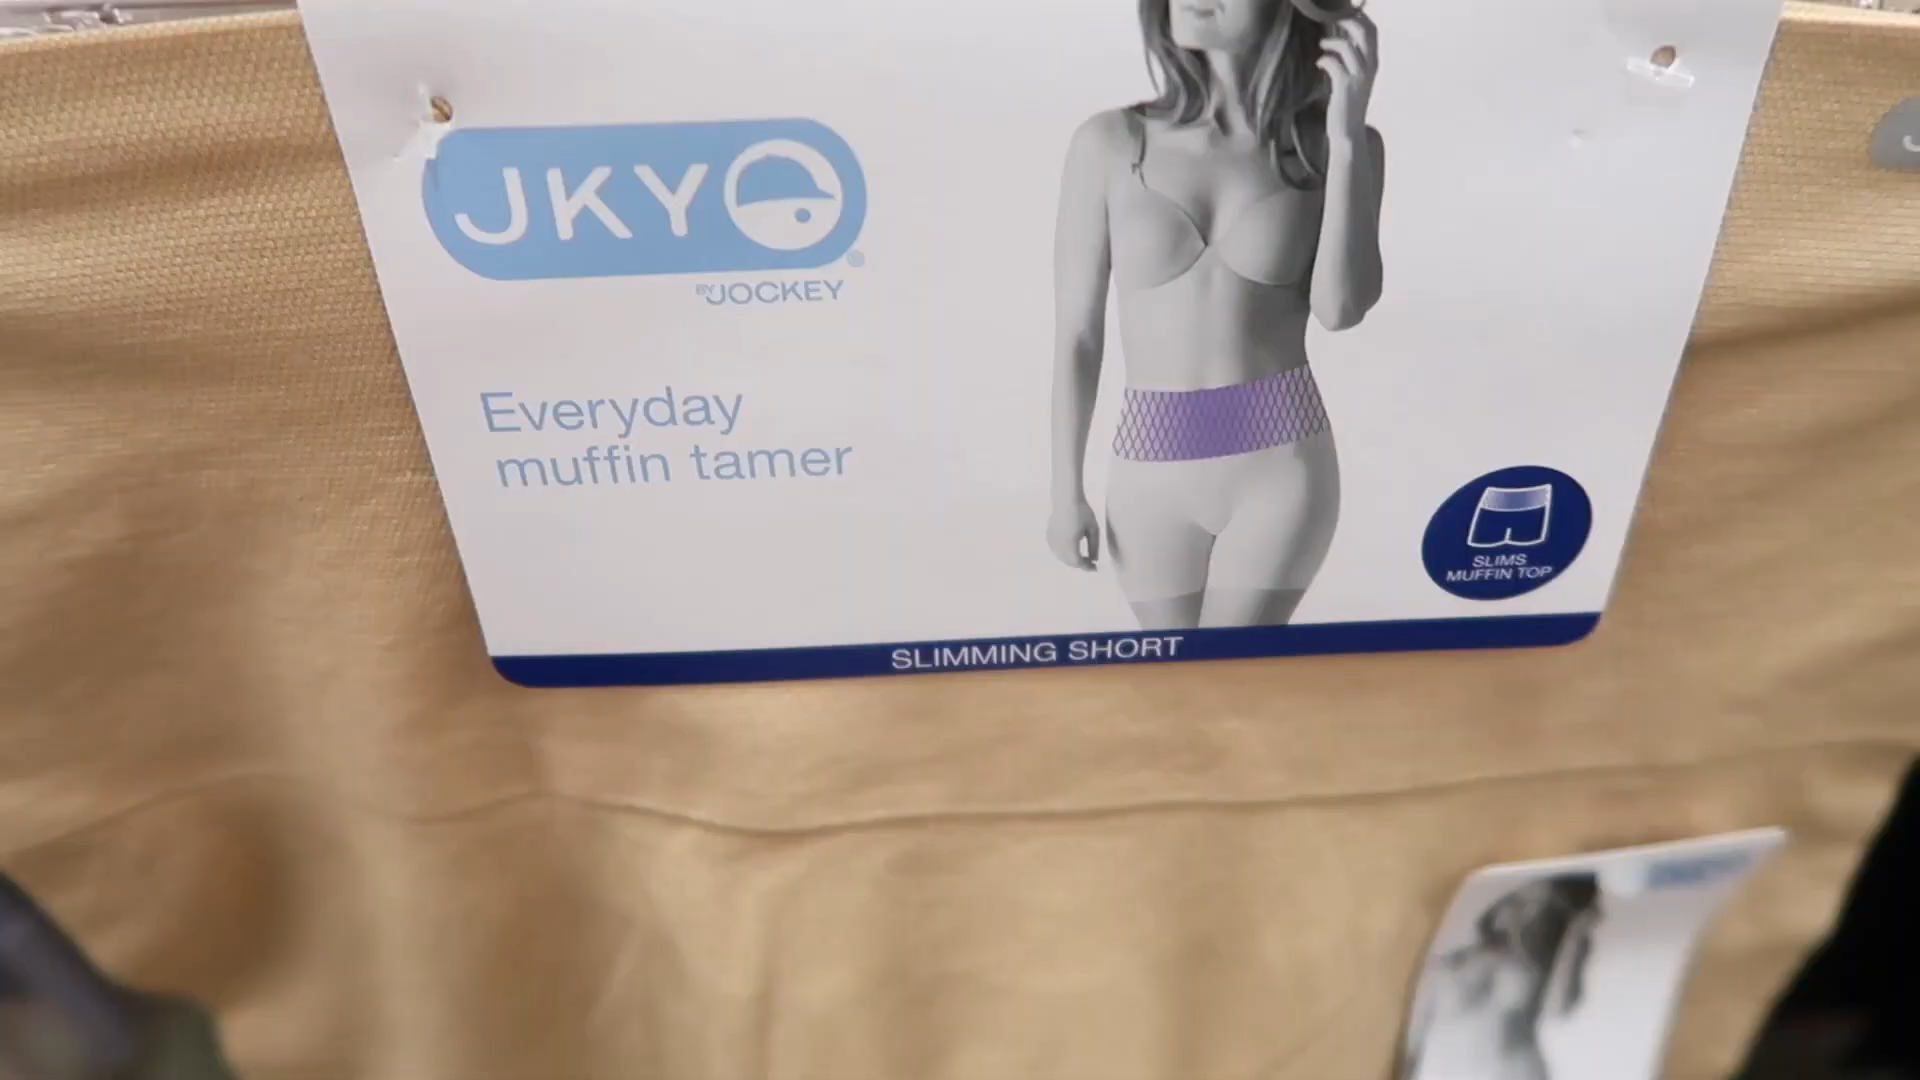 JKY
®
BY JOCKEY
Everyday
muffin tamer
SLIMS
MUFFIN TOP
SLIMMING SHORT